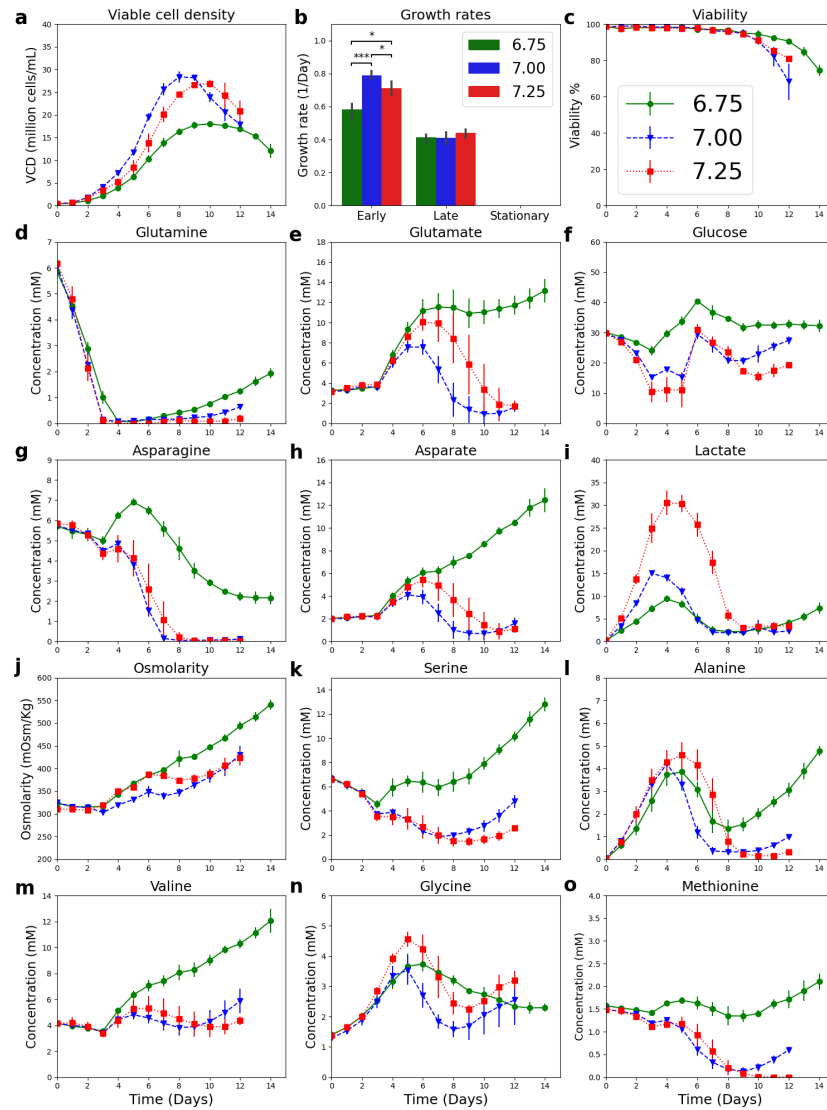 a Viable cell density
VCD (million cells/mL)
40
35
30
25
20
15
10
5
0
0 2 4 6 8 10 12 14
b Growth rates
Growth rate (1/Day)
1.0
0.8
0.6
0.4
0.2
0.0
*
*
***
6.75
7.00
7.25
Early Late Stationary
c Viability
Viability %
100
80
60
40
20
0
6.75
7.00
7.25
0 2 4 6 8 10 12 14
d Glutamine
Concentration (mM)
7
6
5
4
3
2
1
0
0 2 4 6 8 10 12 14
e Glutamate
Concentration (mM)
18
16
14
12
10
8
6
4
2
0
0 2 4 6 8 10 12 14
f Glucose
Concentration (mM)
60
50
40
30
20
10
0
0 2 4 6 8 10 12 14
g Asparagine
Concentration (mM)
9
8
7
6
5
4
3
2
1
0
0 2 4 6 8 10 12 14
h Asparate
Concentration (mM)
16
14
12
10
8
6
4
2
0
0 2 4 6 8 10 12 14
i Lactate
Concentration (mM)
40
35
30
25
20
15
10
5
0
0 2 4 6 8 10 12 14
j Osmolarity
Osmolarity (mOsm/Kg)
600
550
500
450
400
350
300
250
200
0 2 4 6 8 10 12 14
k Serine
Concentration (mM)
14
12
10
8
6
4
2
0
0 2 4 6 8 10 12 14
l Alanine
Concentration (mM)
8
7
6
5
4
3
2
1
0
0 2 4 6 8 10 12 14
m Valine
Concentration (mM)
14
12
10
8
6
4
2
0
0 2 4 6 8 10 12 14
Time (Days)
n Glycine
Concentration (mM)
6
5
4
3
2
1
0
0 2 4 6 8 10 12 14
Time (Days)
o Methionine
Concentration (mM)
4.0
2.0
1.5
1.0
0.5
0.0
0 2 4 6 8 10 12 14
Time (Days)